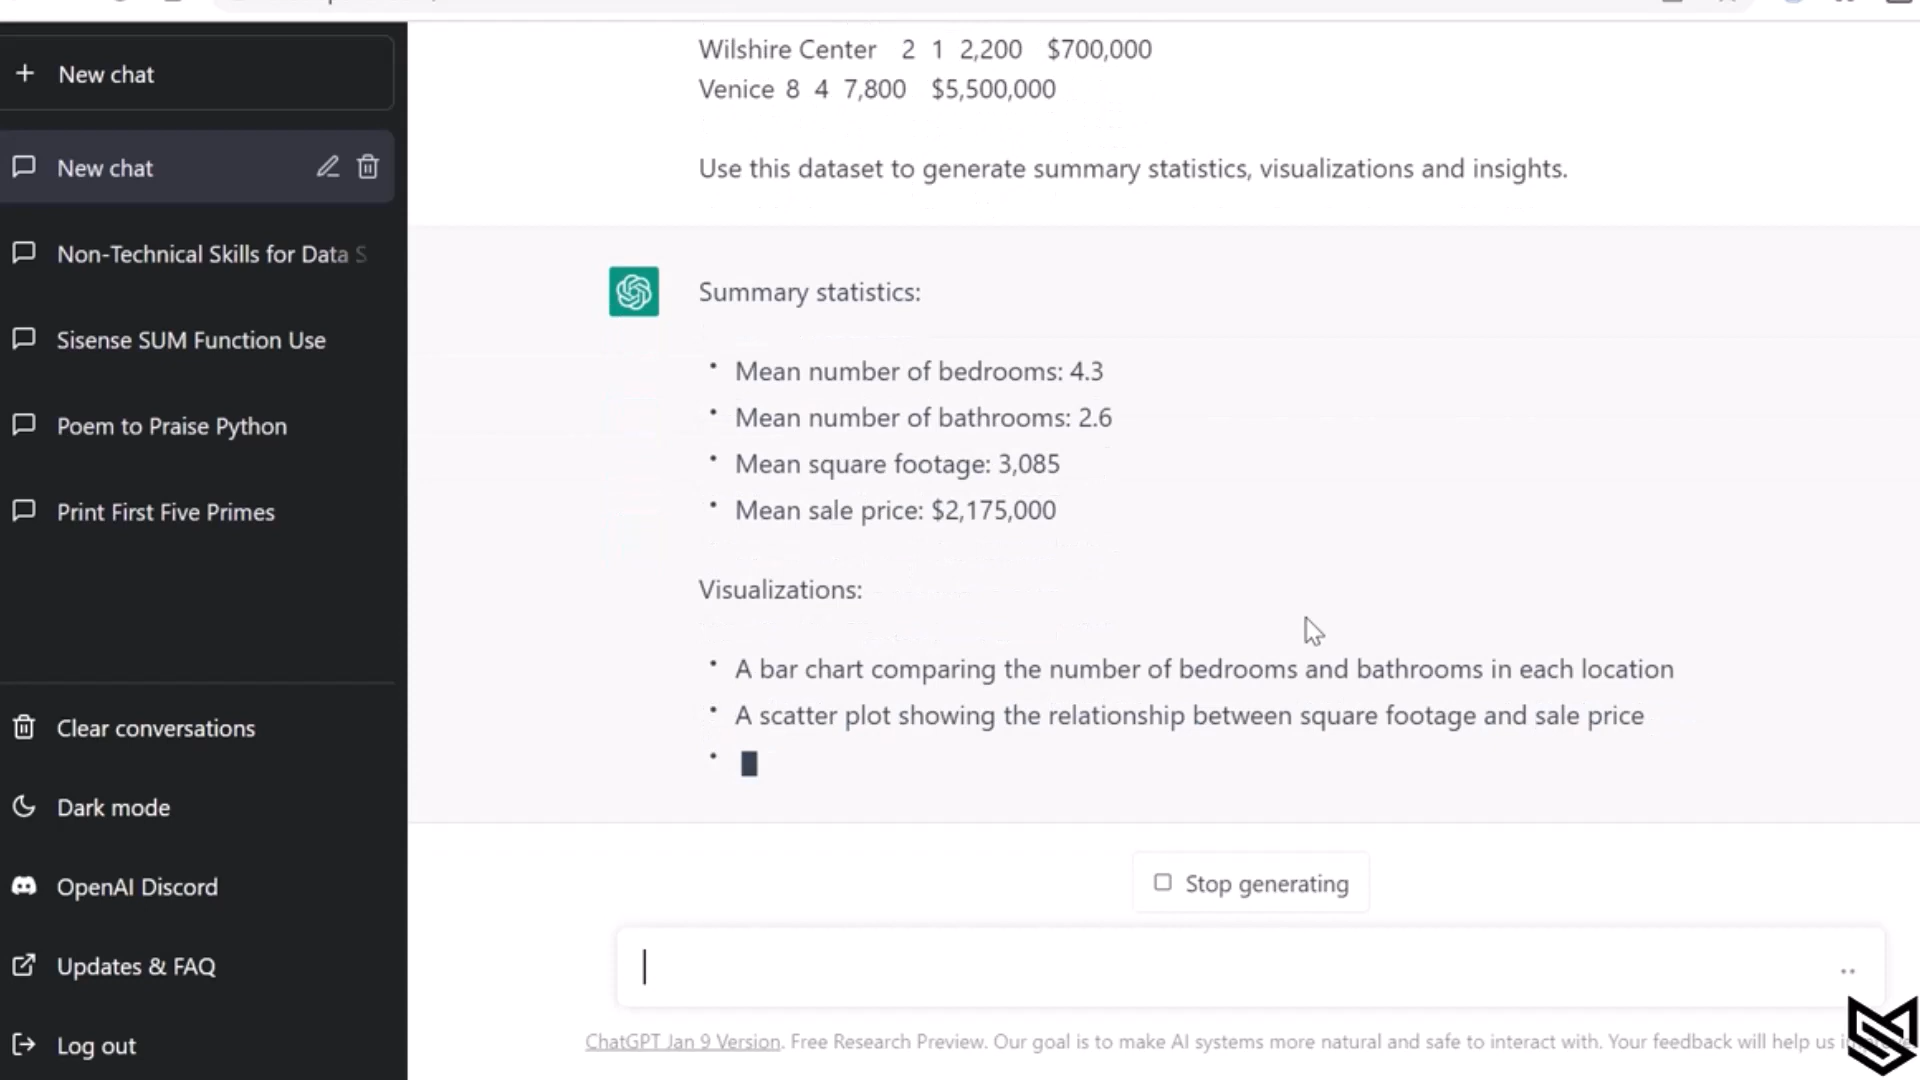 Wilshire Center 2 1 2,200 $700,000
Venice 8 4 7,800 $5,500,000
Use this dataset to generate summary statistics, visualizations and insights.
+ New chat
New chat
Non-Technical Skills for Data S
Sisense SUM Function Use
Poem to Praise Python
Print First Five Primes
Clear conversations
Dark mode
OpenAI Discord
Updates & FAQ
Log out
Summary statistics:
• Mean number of bedrooms: 4.3
• Mean number of bathrooms: 2.6
• Mean square footage: 3,085
• Mean sale price: $2,175,000
Visualizations:
• A bar chart comparing the number of bedrooms and bathrooms in each location
• A scatter plot showing the relationship between square footage and sale price
Stop generating
ChatGPT Jan 9 Version. Free Research Preview. Our goal is to make AI systems more natural and safe to interact with. Your feedback will help us